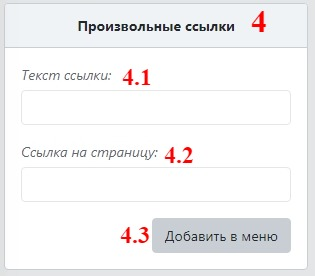 Произвольные ссылки 4
Текст ссылки: 4.1
Ссылка на страницу: 4.2
4.3 Добавить в меню